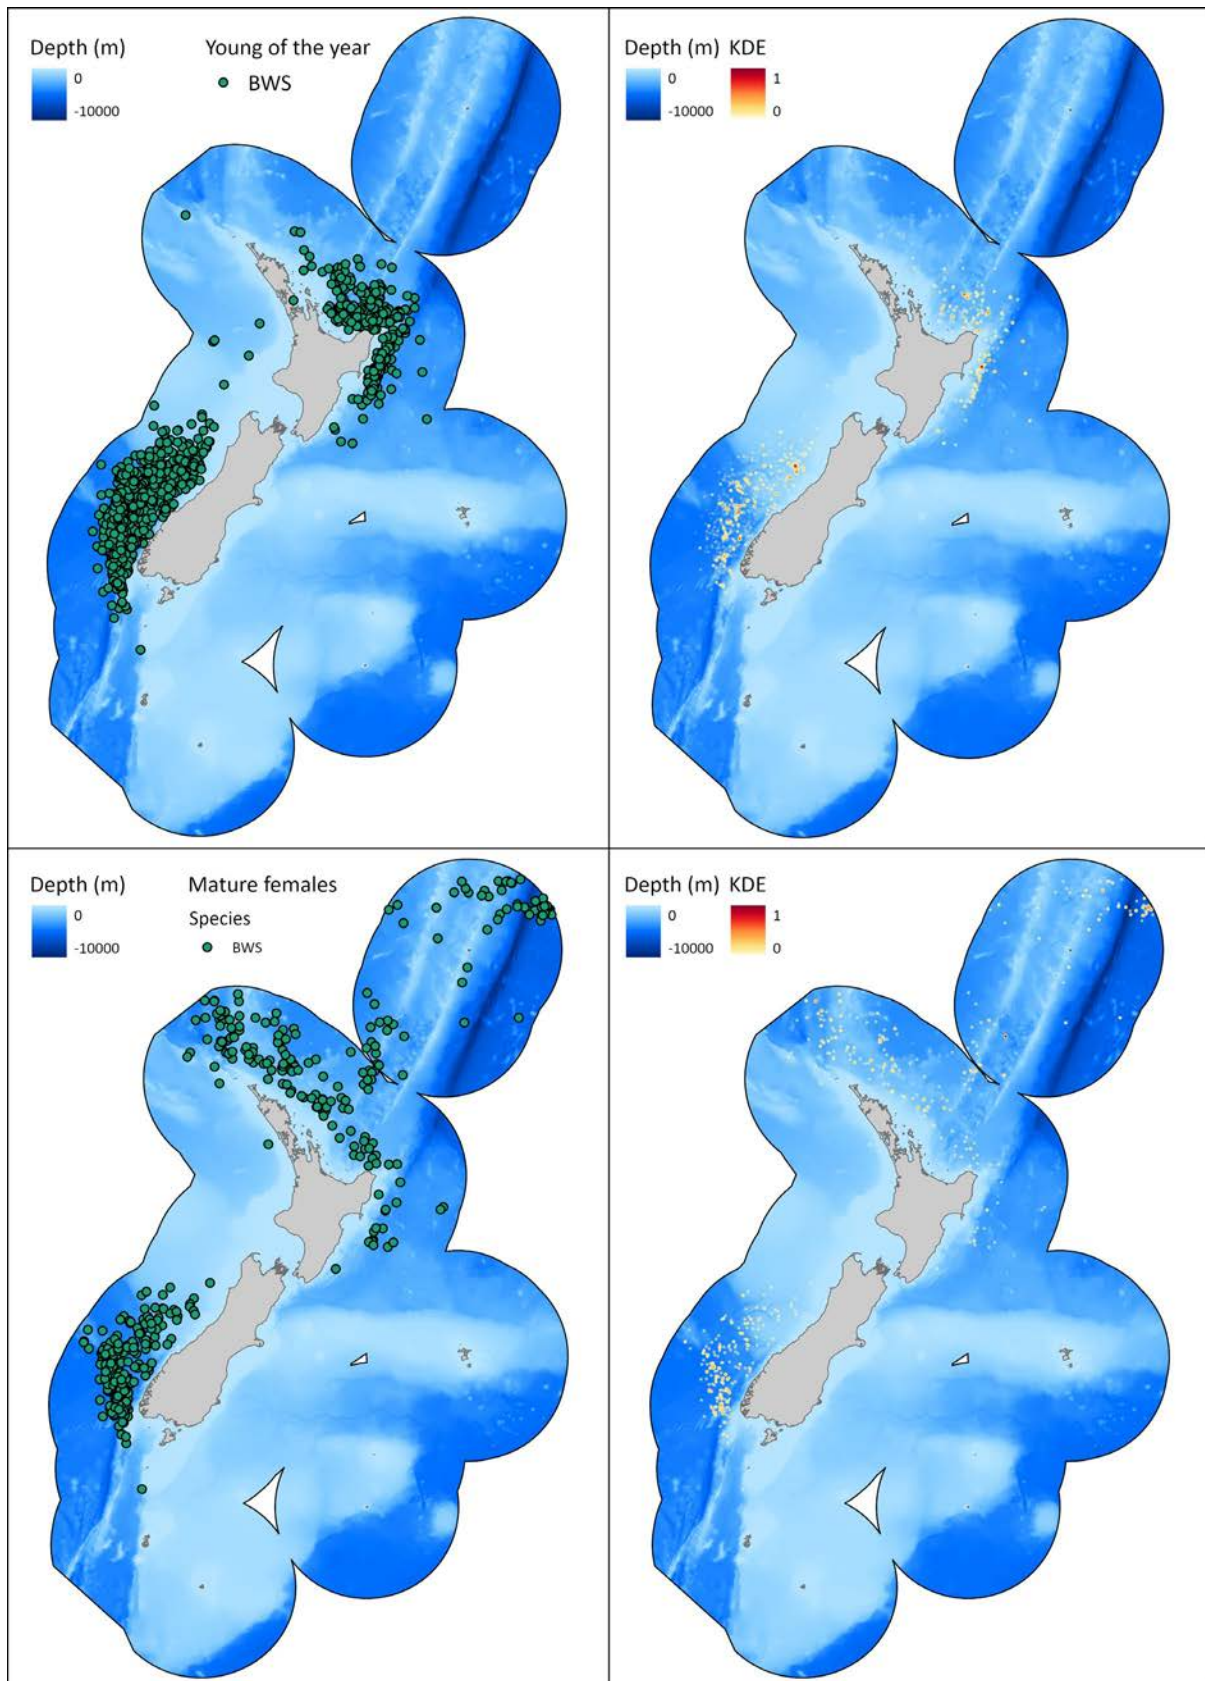 Depth (m) Young of the year
0 BWS
-10000
Depth (m) KDE
0 1
-10000 0
Depth (m) Mature females
0 Species
-10000 BWS
Depth (m) KDE
0 1
-10000 0